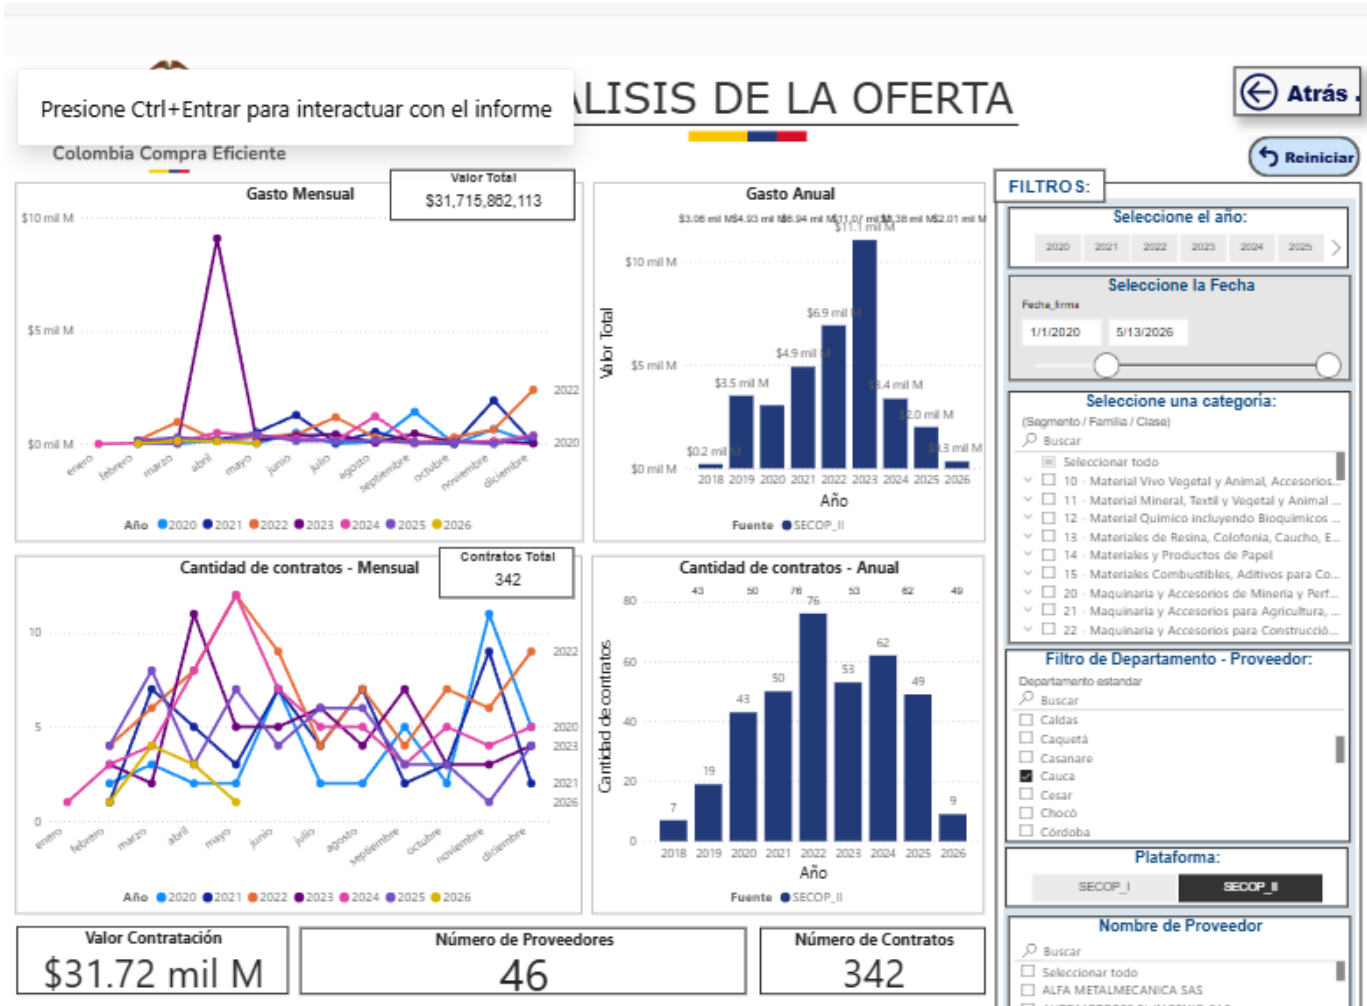 Presione Ctrl+Entrar para interactuar con el informe
LISIS DE LA OFERTA
Atrás
Colombia Compra Eficiente
Reiniciar
Gasto Mensual
Valor Total
$31,715,862,113
$10 mil M
$5 mil M
$0 mil M
2022
2020
enero
febrero
marzo
abril
mayo
junio
julio
agosto
septiembre
octubre
noviembre
diciembre
Año 2020 2021 2022 2023 2024 2025 2026
Gasto Anual
$11.1 mil M
$10 mil M
$6.9 mil M
$4.9 mil M
$5 mil M
$3.5 mil M
$0.2 mil M
$0 mil M
Valor Total
2018 2019 2020 2021 2022 2023 2024 2025 2026
Año
Fuente SECOP_II
FILTROS:
Seleccione el año:
2020 2021 2022 2023 2024 2025
Seleccione la Fecha
Fecha_firma
1/1/2020 5/13/2026
Seleccione una categoría:
(Segmento / Familia / Clase)
Buscar
Seleccionar todo
10 - Material Vivo Vegetal y Animal, Accesorios...
11 - Material Mineral, Textil y Vegetal y Animal ...
12 - Material Químico incluyendo Bioquímicos ...
13 - Materiales de Resina, Colofonia, Caucho, E...
14 - Materiales y Productos de Papel
15 - Materiales Combustibles, Aditivos para Co...
20 - Maquinaria y Accesorios de Minería y Perf...
21 - Maquinaria y Accesorios para Agricultura, ...
22 - Maquinaria y Accesorios para Construcció...
Cantidad de contratos - Mensual
Contratos Total
342
10
5
0
2022
2020
2023
2021
2026
enero
febrero
marzo
abril
mayo
junio
julio
agosto
septiembre
octubre
noviembre
diciembre
Año 2020 2021 2022 2023 2024 2025 2026
Cantidad de contratos - Anual
43 50 76 53 62 49
80
60
40
20
0
Cantidad de contratos
7 19 43 50 76 53 62 49 9
2018 2019 2020 2021 2022 2023 2024 2025 2026
Año
Fuente SECOP_II
Filtro de Departamento - Proveedor:
Departamento estandar
Buscar
Caldas
Caquetá
Casanare
Cauca
Cesar
Chocó
Córdoba
Plataforma:
SECOP_I SECOP_II
Nombre de Proveedor
Buscar
Seleccionar todo
ALFA METALMECANICA SAS
Valor Contratación
$31.72 mil M
Número de Proveedores
46
Número de Contratos
342